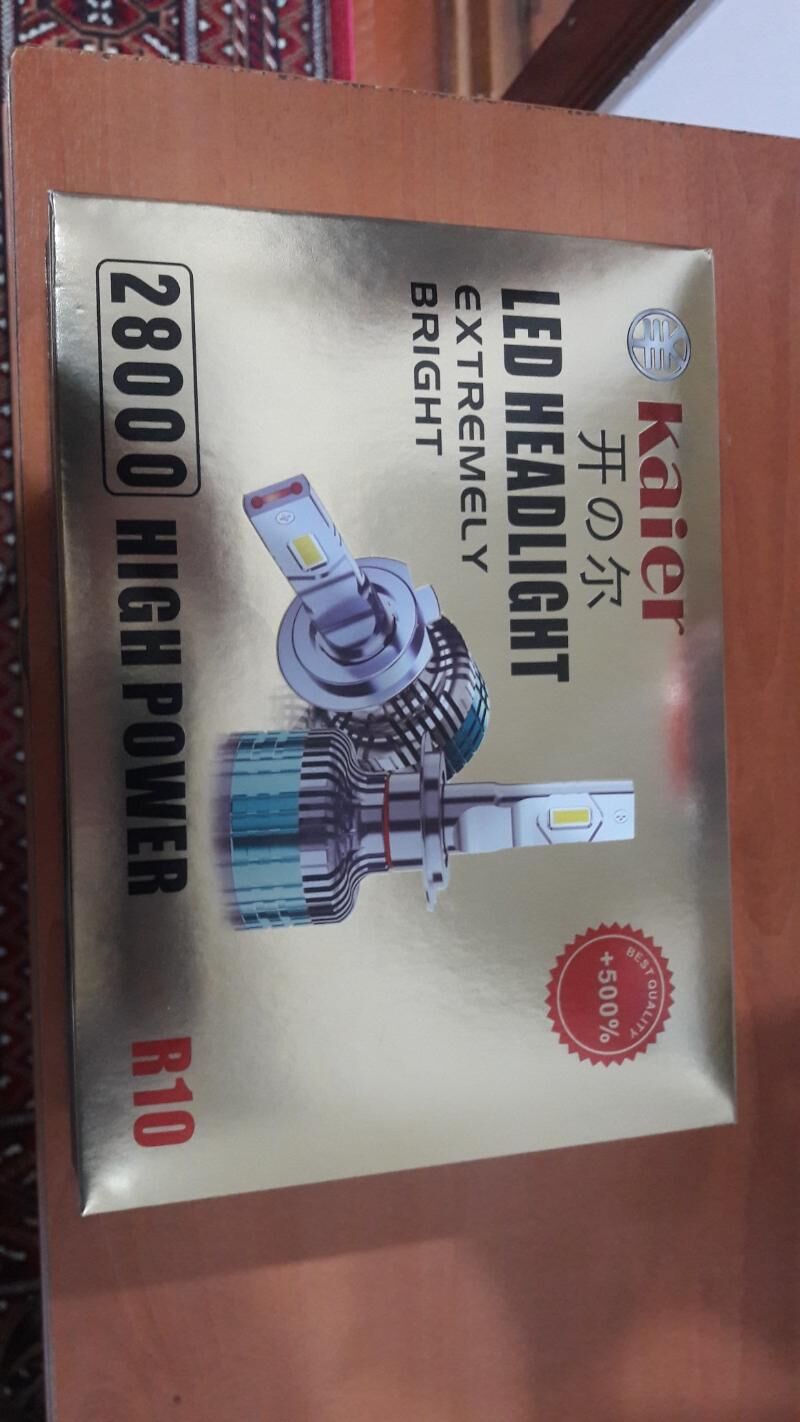 Kaier
开の尔
LED HEADLIGHT
EXTREMELY
BRIGHT
BEST QUALITY
+500%
28000 HIGH POWER
R10